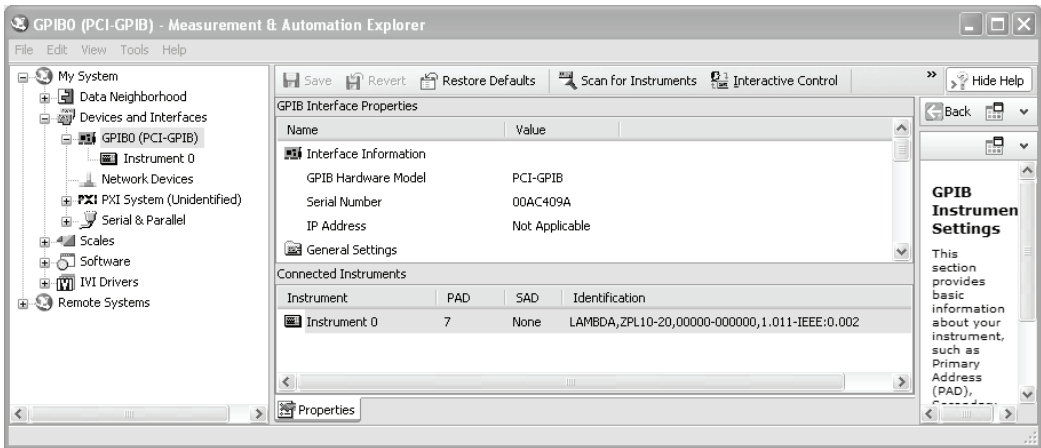 GPIB0 (PCI-GPIB) - Measurement & Automation Explorer
File Edit View Tools Help
My System
Data Neighborhood
Devices and Interfaces
GPIB0 (PCI-GPIB)
Instrument 0
Network Devices
PXI PXI System (Unidentified)
Serial & Parallel
Scales
Software
IVI Drivers
Remote Systems
Save Revert Restore Defaults Scan for Instruments Interactive Control » Hide Help
GPIB Interface Properties
Name Value
Interface Information
GPIB Hardware Model PCI-GPIB
Serial Number 00AC409A
IP Address Not Applicable
General Settings
Connected Instruments
Instrument PAD SAD Identification
Instrument 0 7 None LAMBDA,ZPL10-20,00000-000000,1.011-IEEE:0.002
Properties
Back
GPIB
Instrumen
Settings
This
section
provides
basic
information
about your
instrument,
such as
Primary
Address
(PAD),